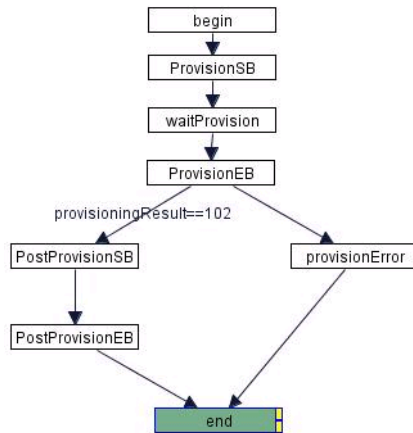 begin
ProvisionSB
waitProvision
ProvisionEB
provisioningResult==102
PostProvisionSB
provisionError
PostProvisionEB
end